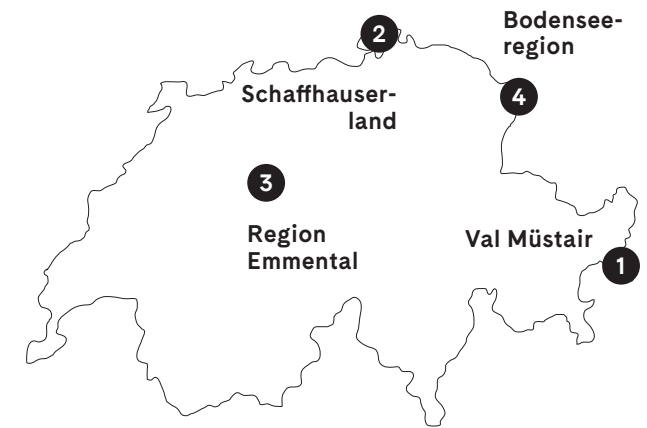 Bodensee-
region
2
4
Schaffhauser-
land
3
Region
Emmental
Val Müstair
1